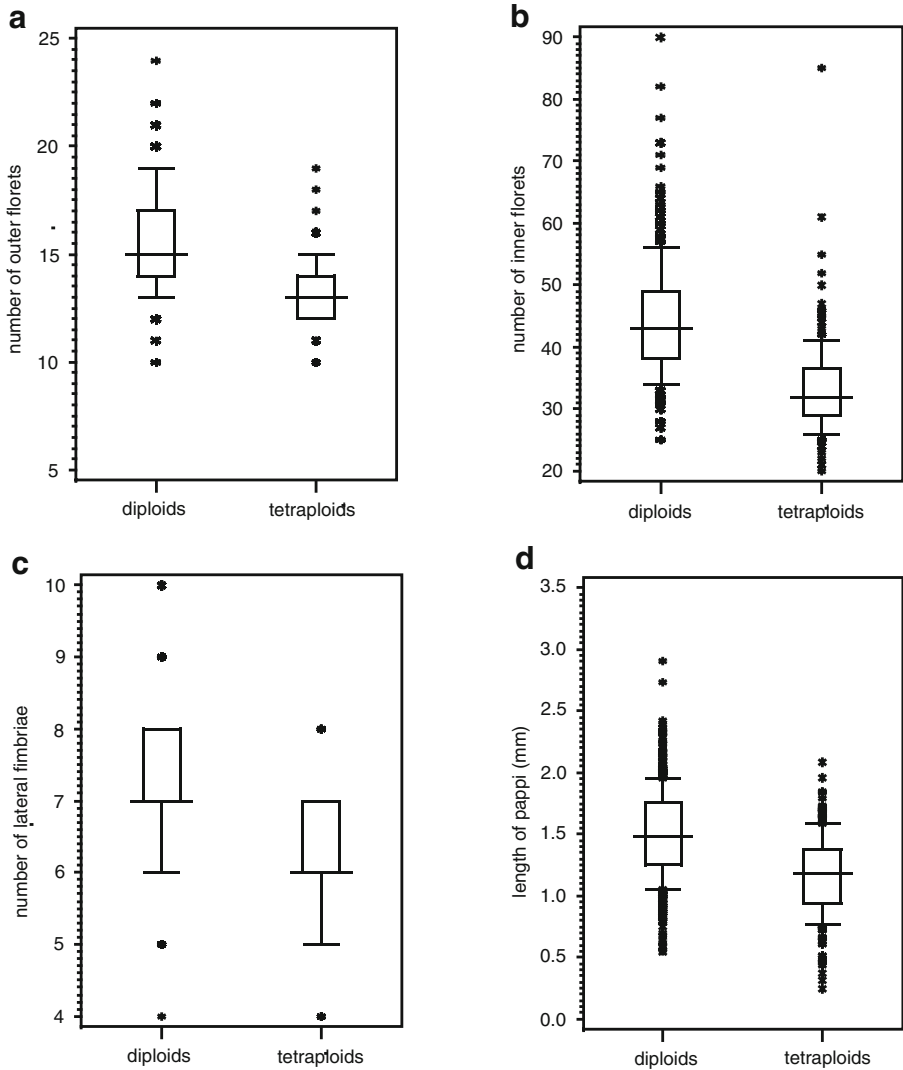 a
number of outer florets
25
20
15
10
5
diploids
tetraploids
b
number of inner florets
90
80
70
60
50
40
30
20
diploids
tetraploids
c
number of lateral fimbriae
10
9
8
7
6
5
4
diploids
tetraploids
d
length of pappi (mm)
3.5
3.0
2.5
2.0
1.5
1.0
0.5
0.0
diploids
tetraploids